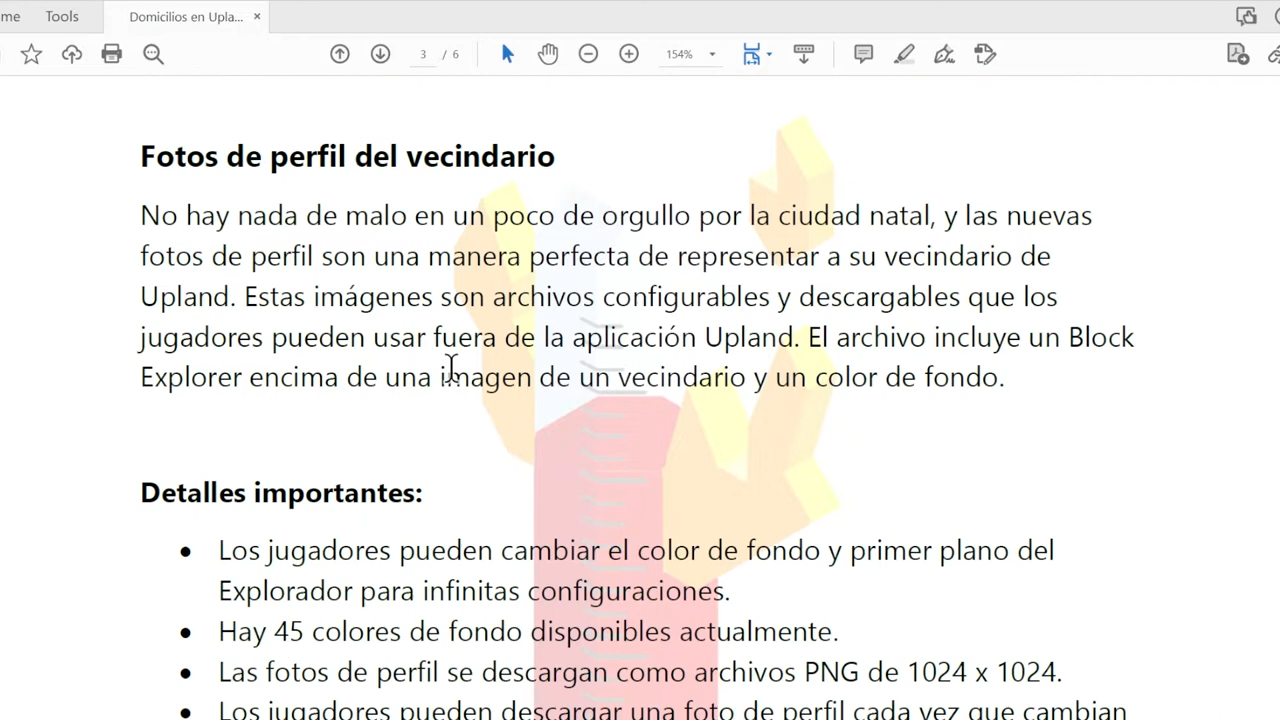 me Tools Domicilios en Upla... ×
3 / 6 154%
Fotos de perfil del vecindario
No hay nada de malo en un poco de orgullo por la ciudad natal, y las nuevas
fotos de perfil son una manera perfecta de representar a su vecindario de
Upland. Estas imágenes son archivos configurables y descargables que los
jugadores pueden usar fuera de la aplicación Upland. El archivo incluye un Block
Explorer encima de una imagen de un vecindario y un color de fondo.
Detalles importantes:
• Los jugadores pueden cambiar el color de fondo y primer plano del
Explorador para infinitas configuraciones.
• Hay 45 colores de fondo disponibles actualmente.
• Las fotos de perfil se descargan como archivos PNG de 1024 x 1024.
• Los jugadores pueden descargar una foto de perfil cada vez que cambian